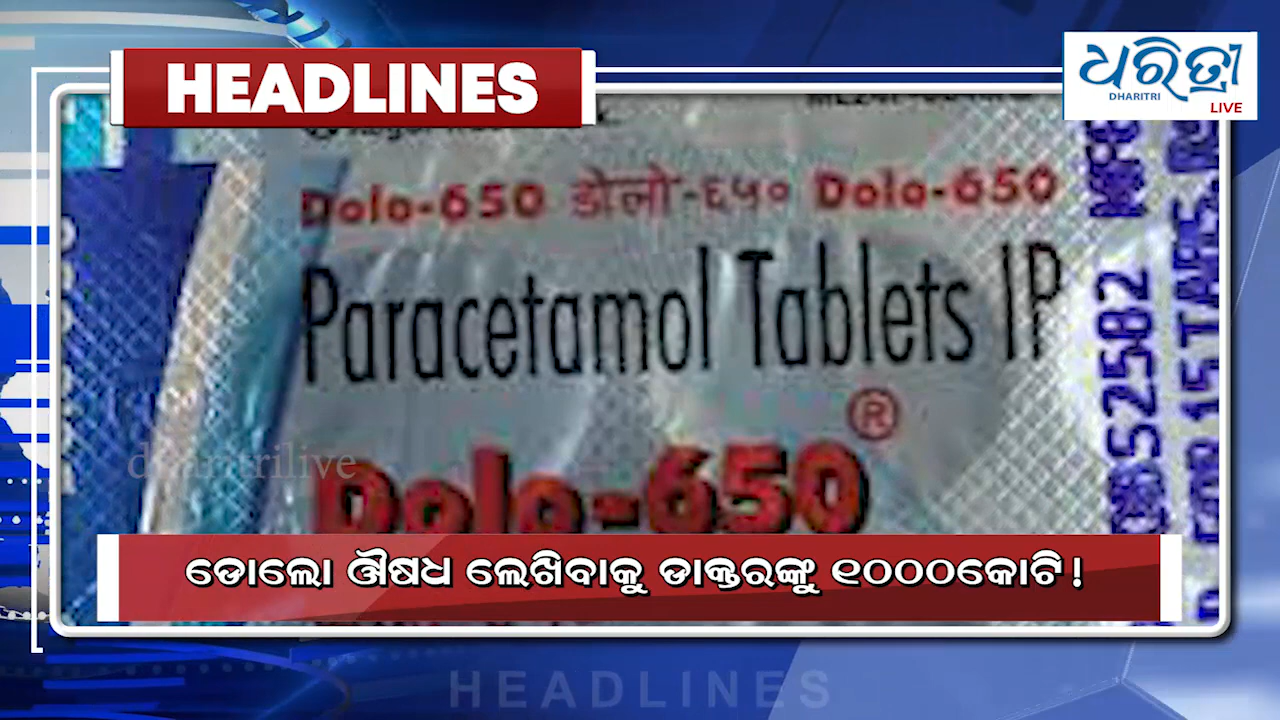 HEADLINES
ଧରିତ୍ରୀ
DHARITRI
LIVE
Dolo-650 डोलो-६५० Dolo-650
Paracetamol Tablets IP
®
Dolo-650
dharitrilive
ଡୋଲୋ ଔଷଧ ଲେଖିବାକୁ ଡାକ୍ତରଙ୍କୁ ୧୦୦୦କୋଟି!
HEADLINES